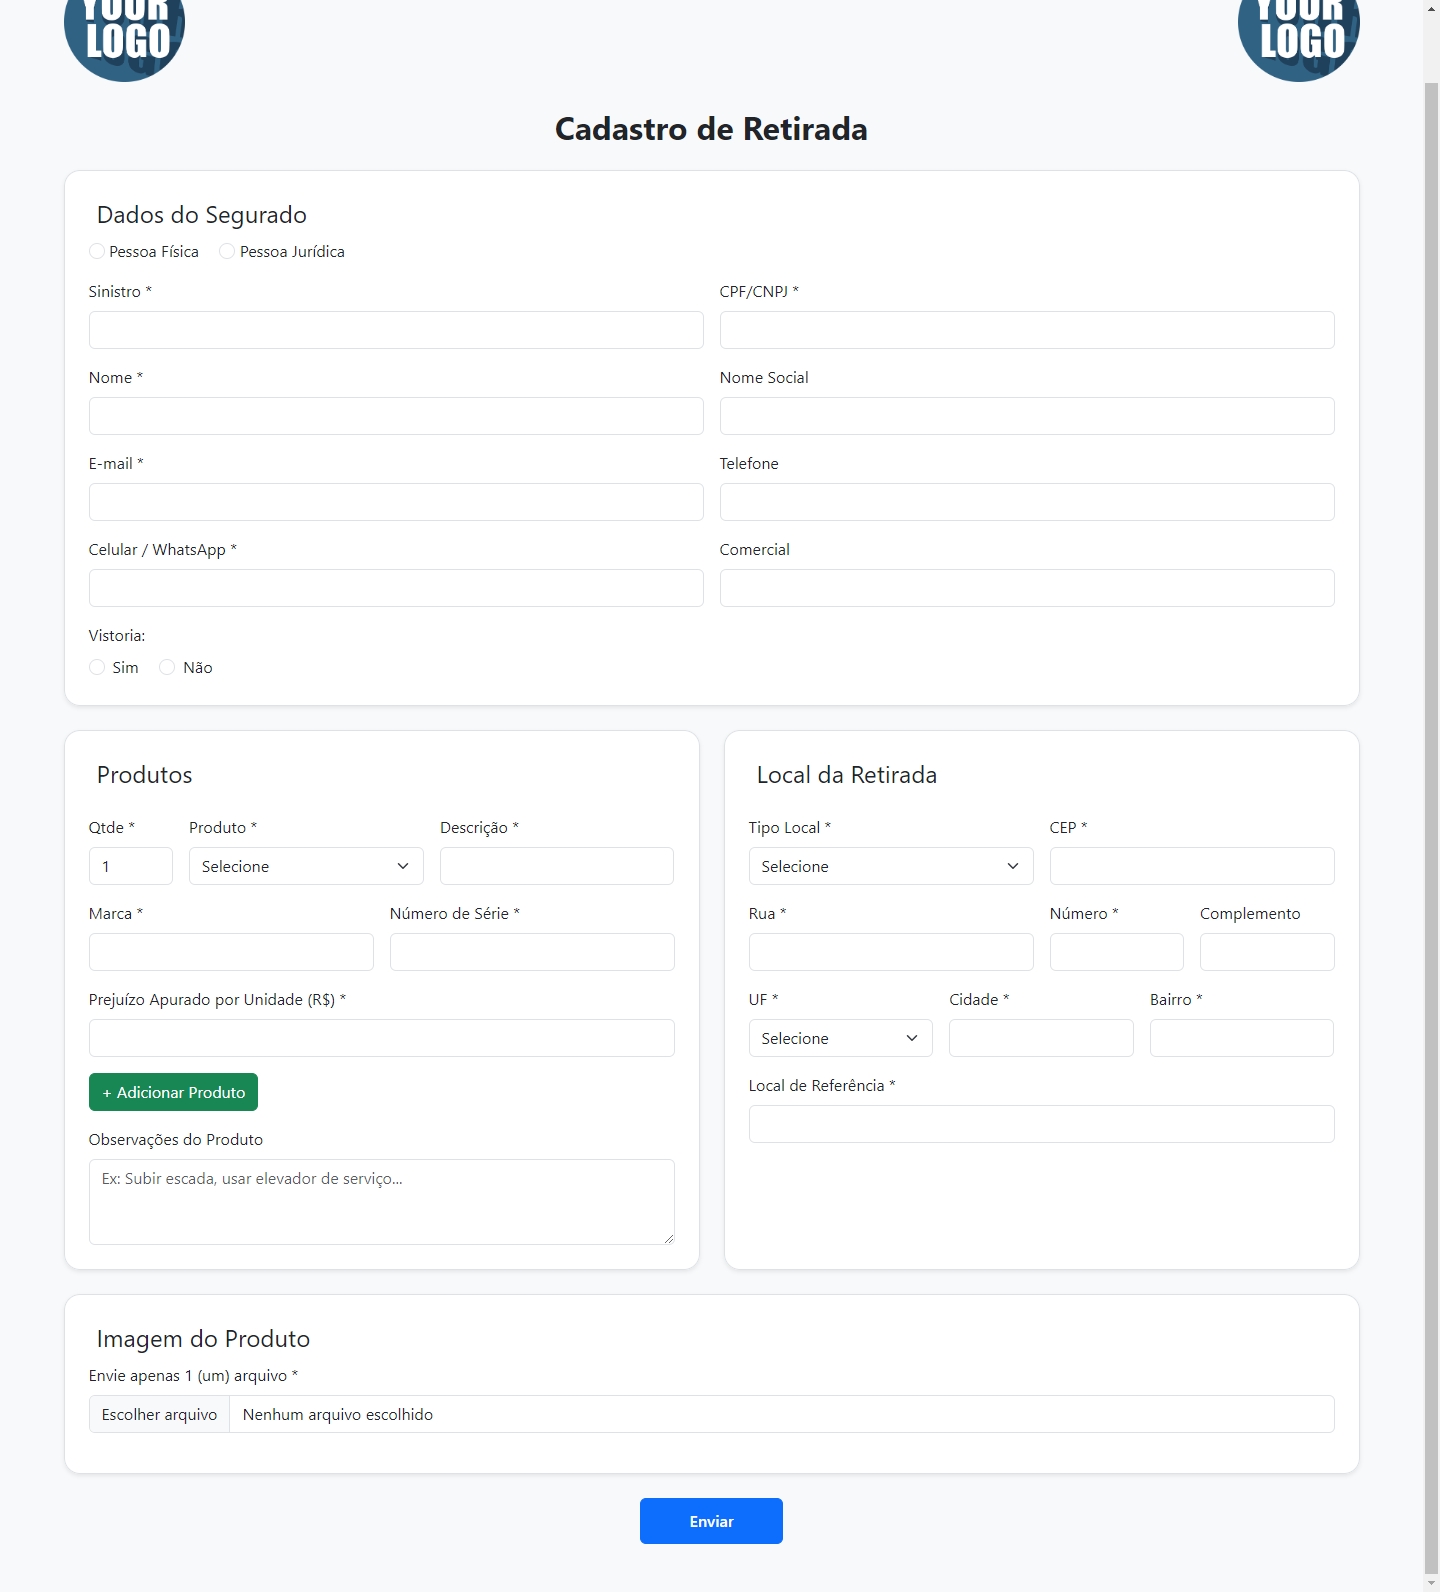 YOUR YOUR
LOGO LOGO
Cadastro de Retirada
Dados do Segurado
Pessoa Física Pessoa Jurídica
Sinistro * CPF/CNPJ *
Nome * Nome Social
E-mail * Telefone
Celular / WhatsApp * Comercial
Vistoria:
Sim Não
Produtos
Qtde * Produto * Descrição *
1 Selecione
Marca * Número de Série *
Prejuízo Apurado por Unidade (R$) *
+ Adicionar Produto
Observações do Produto
Ex: Subir escada, usar elevador de serviço...
Local da Retirada
Tipo Local * CEP *
Selecione
Rua * Número * Complemento
UF * Cidade * Bairro *
Selecione
Local de Referência *
Imagem do Produto
Envie apenas 1 (um) arquivo *
Escolher arquivo Nenhum arquivo escolhido
Enviar